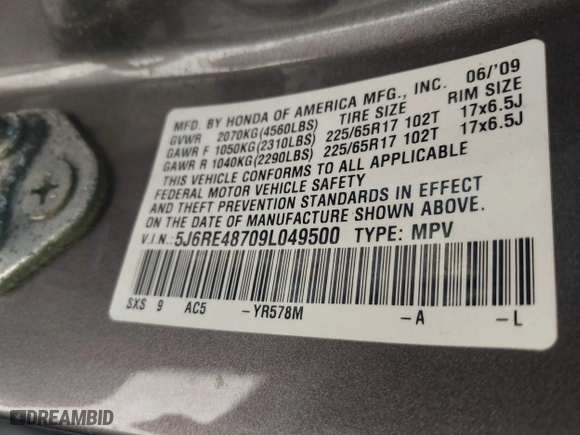 MFD. BY HONDA OF AMERICA MFG., INC. 06/'09
GVWR 2070KG(4560LBS) TIRE SIZE RIM SIZE
GAWR F 1050KG(2310LBS) 225/65R17 102T 17x6.5J
GAWR R 1040KG(2290LBS) 225/65R17 102T 17x6.5J
THIS VEHICLE CONFORMS TO ALL APPLICABLE
FEDERAL MOTOR VEHICLE SAFETY
AND THEFT PREVENTION STANDARDS IN EFFECT
ON THE DATE OF MANUFACTURE SHOWN ABOVE.
V.I.N.:5J6RE48709L049500 TYPE: MPV
SXS 9 AC5 -YR578M -A -L
DREAMBID